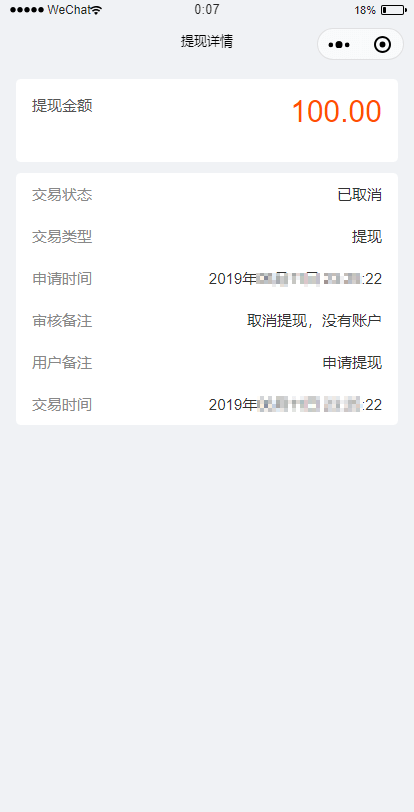 WeChat
0:07
18%
提现详情
提现金额
100.00
交易状态
已取消
交易类型
提现
申请时间
2019年 :22
审核备注
取消提现，没有账户
用户备注
申请提现
交易时间
2019年 :22